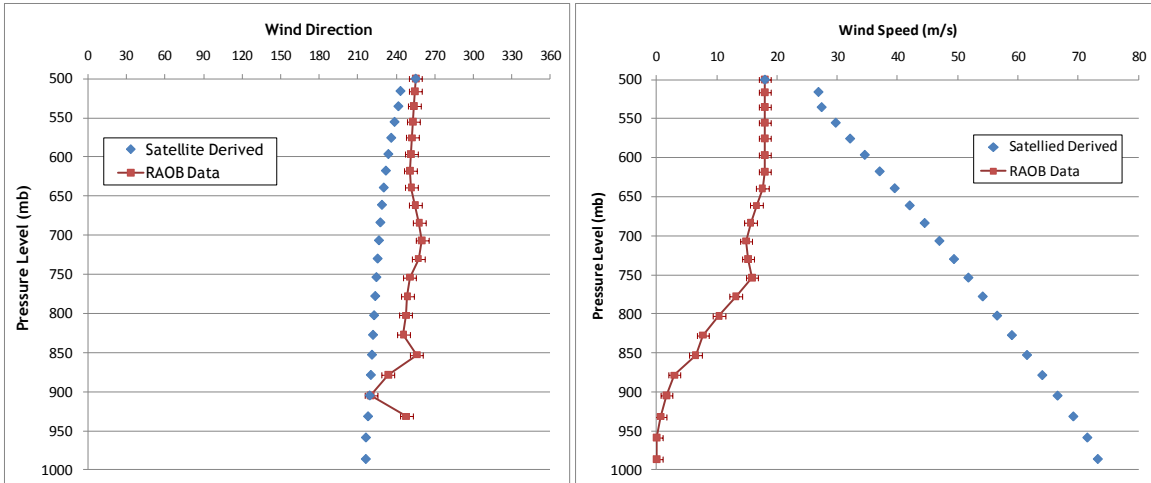 Wind Direction
0 30 60 90 120 150 180 210 240 270 300 330 360
500
550
600
650
700
750
800
850
900
950
1000
Pressure Level (mb)
Satellite Derived
RAOB Data
Wind Speed (m/s)
0 10 20 30 40 50 60 70 80
500
550
600
650
700
750
800
850
900
950
1000
Pressure Level (mb)
Satellied Derived
RAOB Data